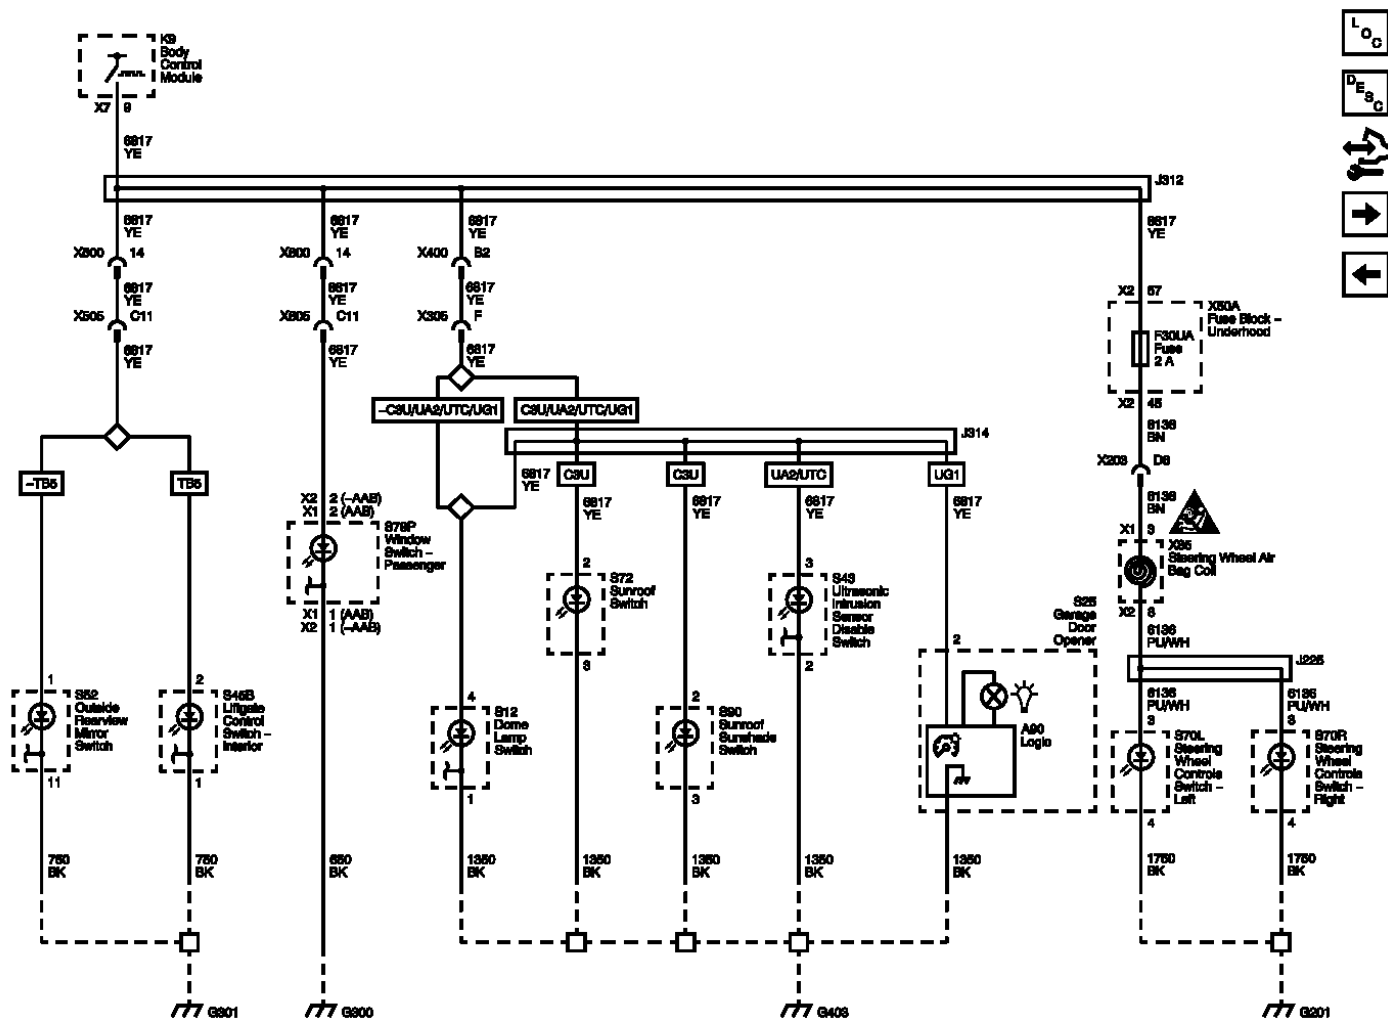 K9
Body
Control
Module
X7 9
6817
YE
J312
6817
YE
6817
YE
6817
YE
6817
YE
X500 14
X600 14
X400 B2
6817
YE
6817
YE
6817
YE
X505 C11
X605 C11
X305 F
6817
YE
6817
YE
6817
YE
X2 57
X50A
Fuse Block –
Underhood
F30UA
Fuse
2 A
X2 45
6136
BN
X203 D6
6136
BN
–C3U/UA2/UTC/UG1
C3U/UA2/UTC/UG1
J314
–TB5
TB5
6817
YE
C3U
C3U
UA2/UTC
UG1
6817
YE
6817
YE
6817
YE
6817
YE
X2 2 (–AAB)
X1 2 (AAB)
S79P
Window
Switch –
Passenger
X1 1 (AAB)
X2 1 (–AAB)
X1 3
X85
Steering Wheel Air
Bag Coil
X2 8
6136
PU/WH
J225
2
S72
Sunroof
Switch
3
3
S43
Ultrasonic
Intrusion
Sensor
Disable
Switch
2
S25
Garage
Door
Opener
2
A90
Logic
1
S52
Outside
Rearview
Mirror
Switch
11
2
S45B
Liftgate
Control
Switch –
Interior
1
4
S12
Dome
Lamp
Switch
1
2
S90
Sunroof
Sunshade
Switch
3
6136
PU/WH
3
S70L
Steering
Wheel
Controls
Switch –
Left
4
6136
PU/WH
3
S70R
Steering
Wheel
Controls
Switch –
Right
4
750
BK
750
BK
650
BK
1350
BK
1350
BK
1350
BK
1350
BK
1350
BK
1750
BK
1750
BK
G301
G300
G403
G201
LOC
DESC